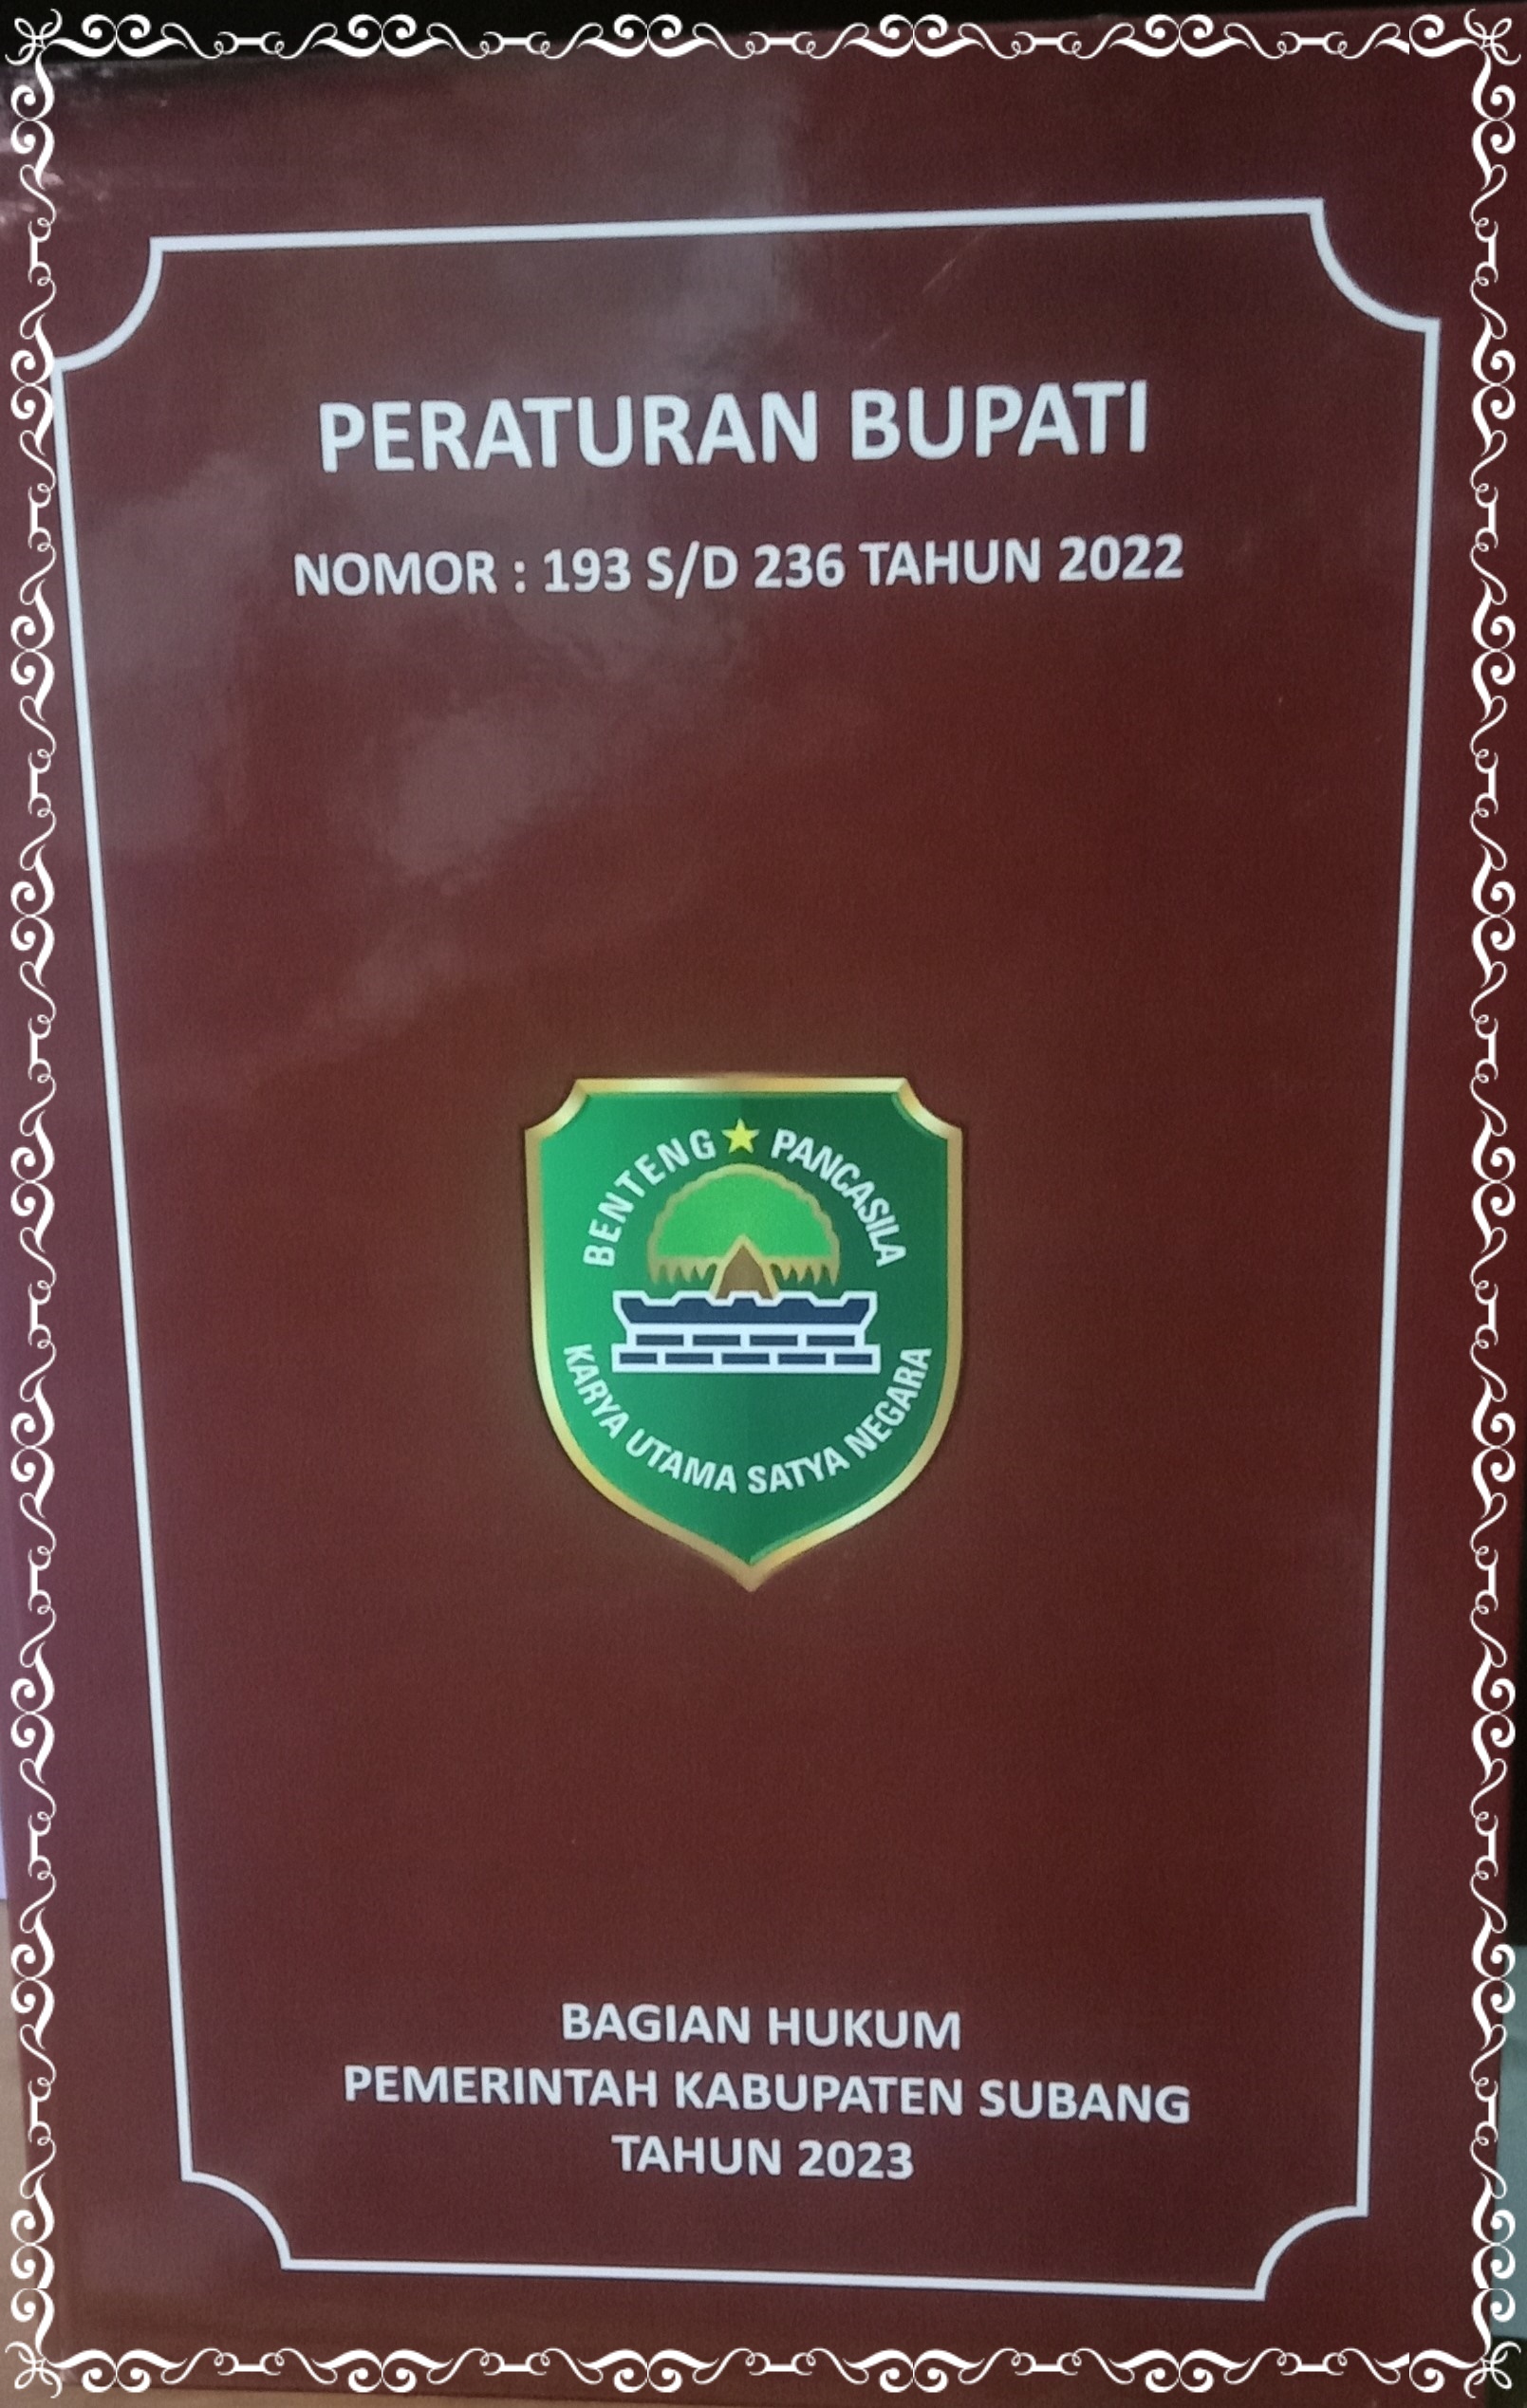 PERATURAN BUPATI
NOMOR : 193 S/D 236 TAHUN 2022
BENTENG PANCASILA
KARYA UTAMA SATYA NEGARA
BAGIAN HUKUM
PEMERINTAH KABUPATEN SUBANG
TAHUN 2023